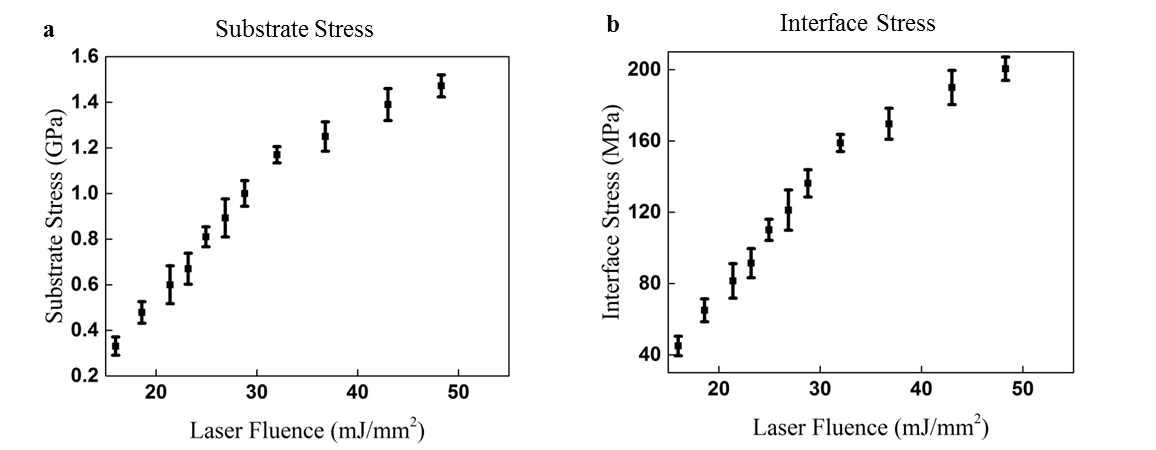 a
Substrate Stress
1.6
1.4
1.2
1.0
0.8
0.6
0.4
0.2
Substrate Stress (GPa)
20 30 40 50
Laser Fluence (mJ/mm²)
b
Interface Stress
200
160
120
80
40
Interface Stress (MPa)
20 30 40 50
Laser Fluence (mJ/mm²)